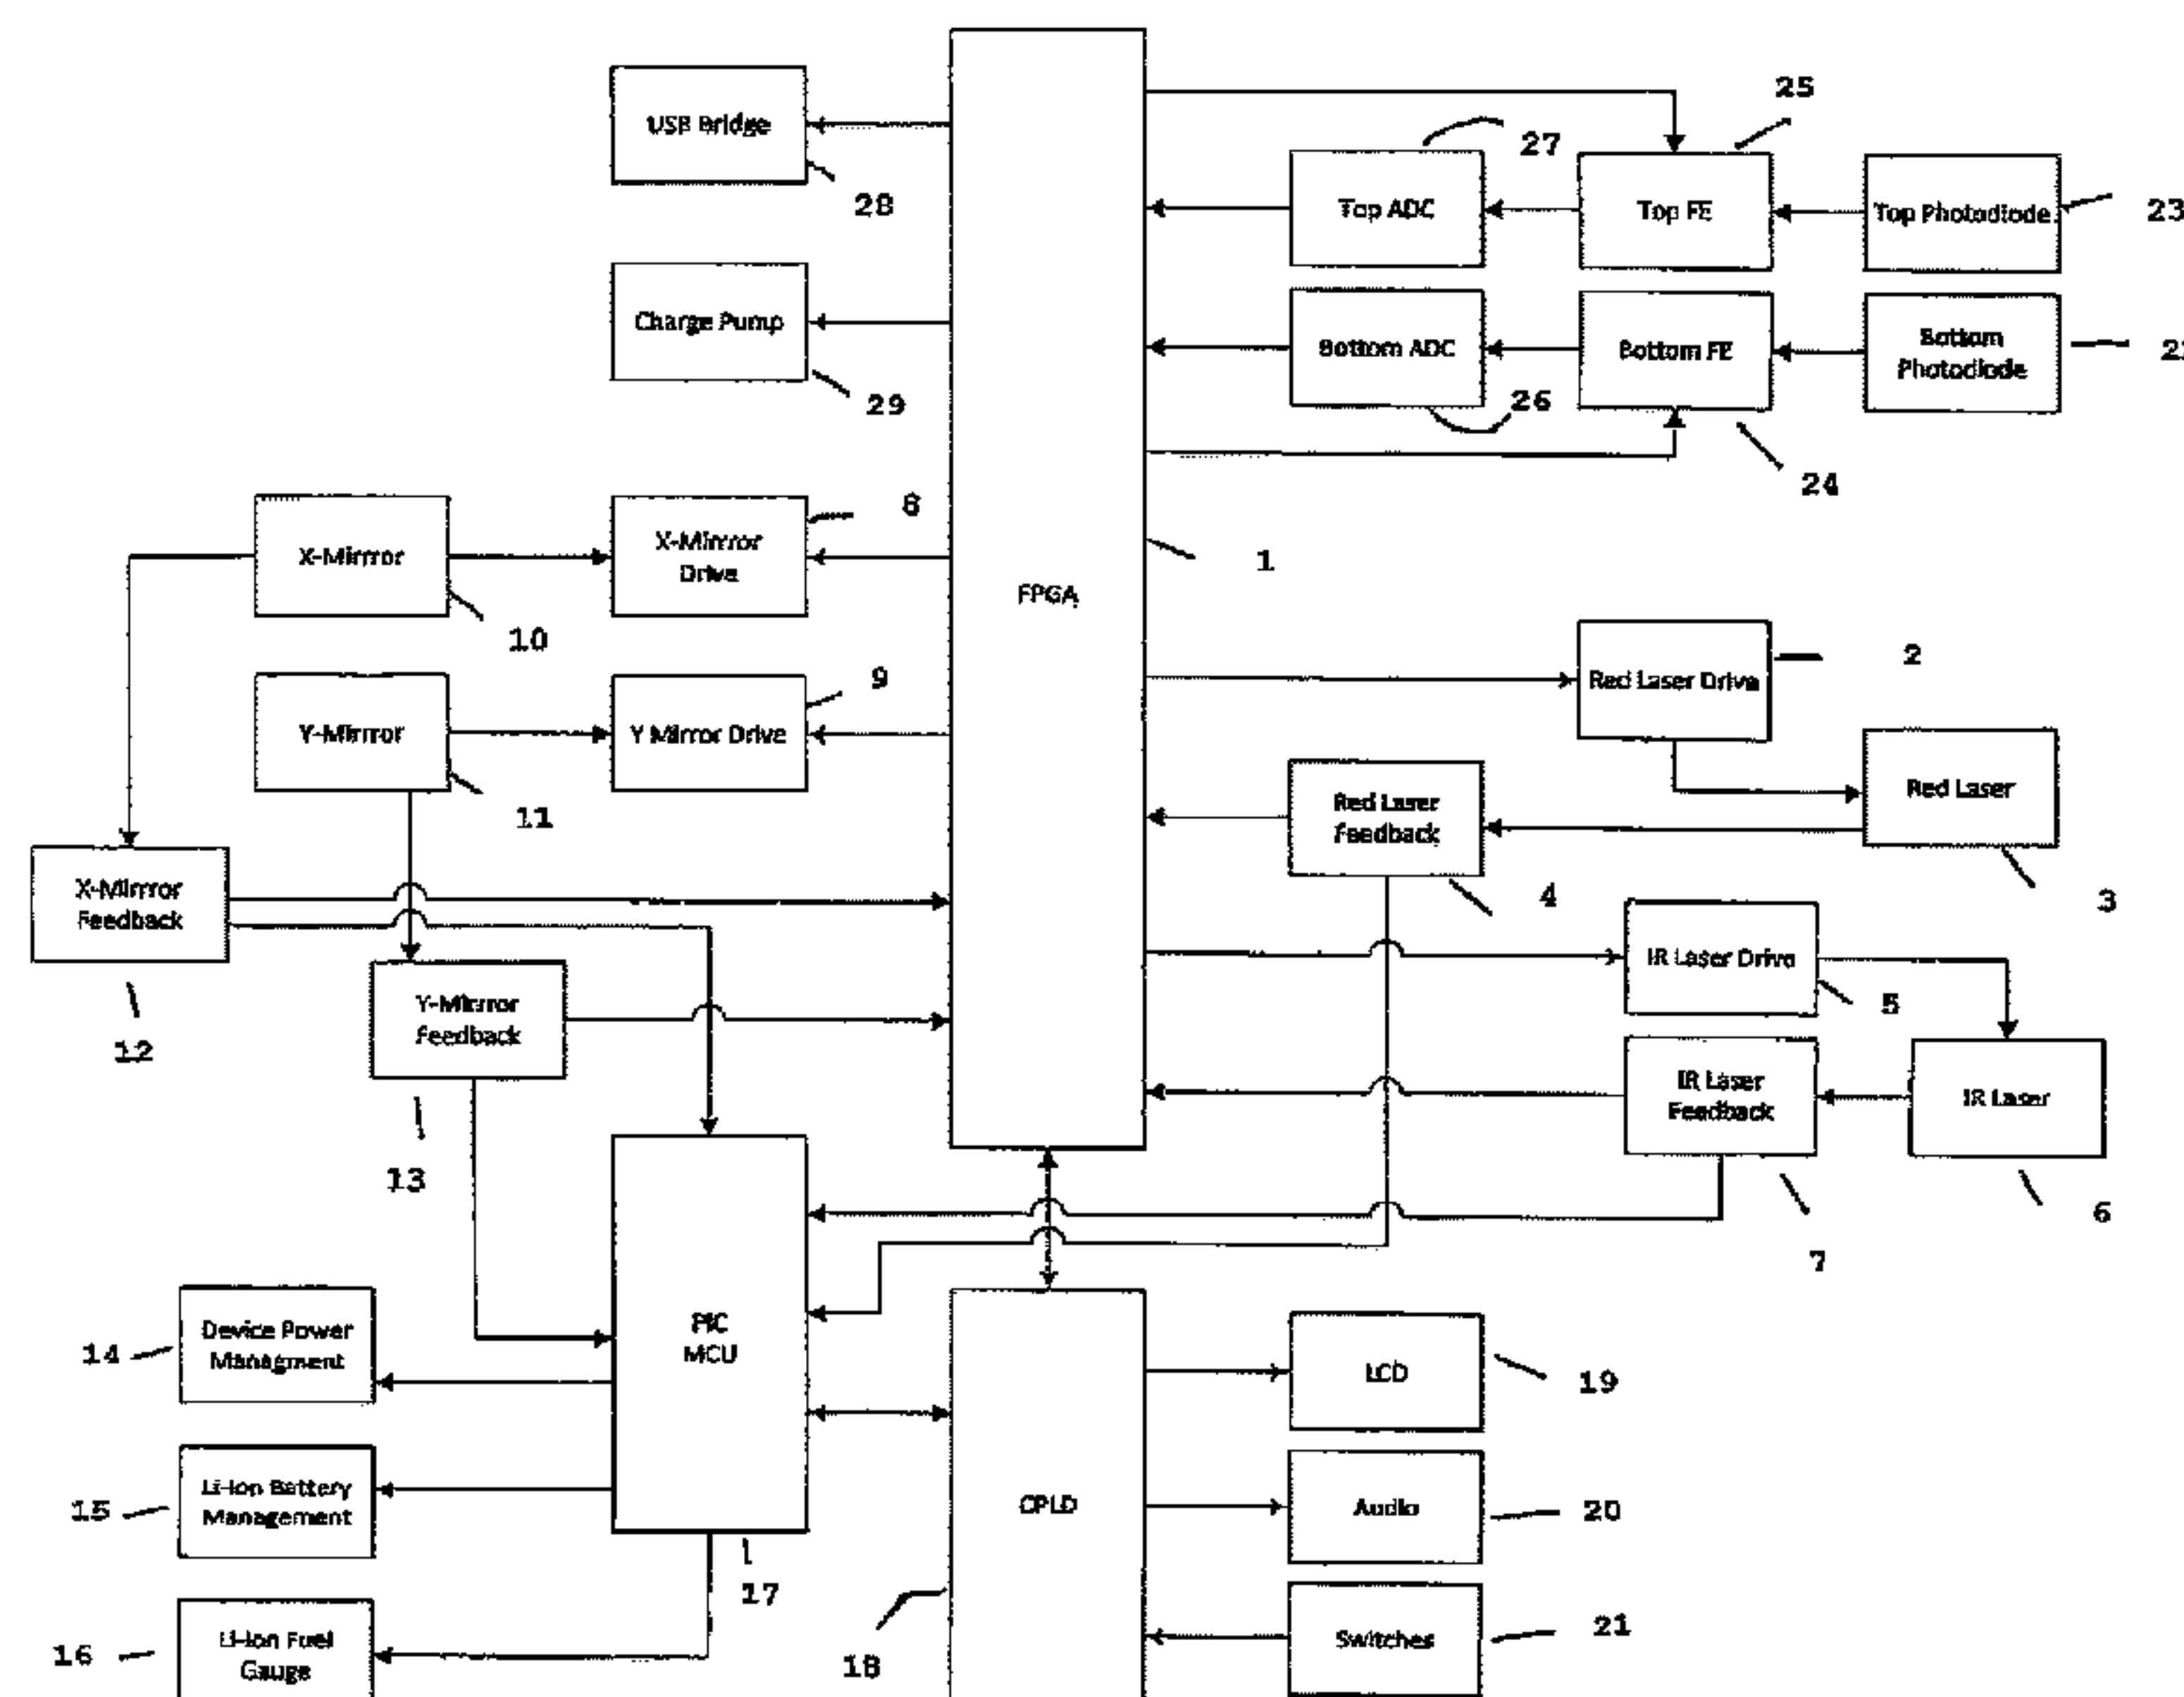 25
USB Bridge
27
28
Top ADC
Top FE
Top Photodiode
23
Charge Pump
29
Bottom ADC
Bottom FE
Bottom
Photodiode
26
24
8
X-Mirror
X-Mirror
Drive
1
FPGA
10
2
Red Laser Drive
9
Y-Mirror
Y Mirror Drive
Red Laser
11
Red Laser
Feedback
X-Mirror
Feedback
4
3
IR Laser Drive
5
Y-Mirror
Feedback
12
IR Laser
Feedback
IR Laser
13
6
7
14
Device Power
Managment
PIC
MCU
LCD
19
15
Li-Ion Battery
Management
CPLD
Audio
20
17
16
Li-Ion Fuel
Gauge
18
Switches
21